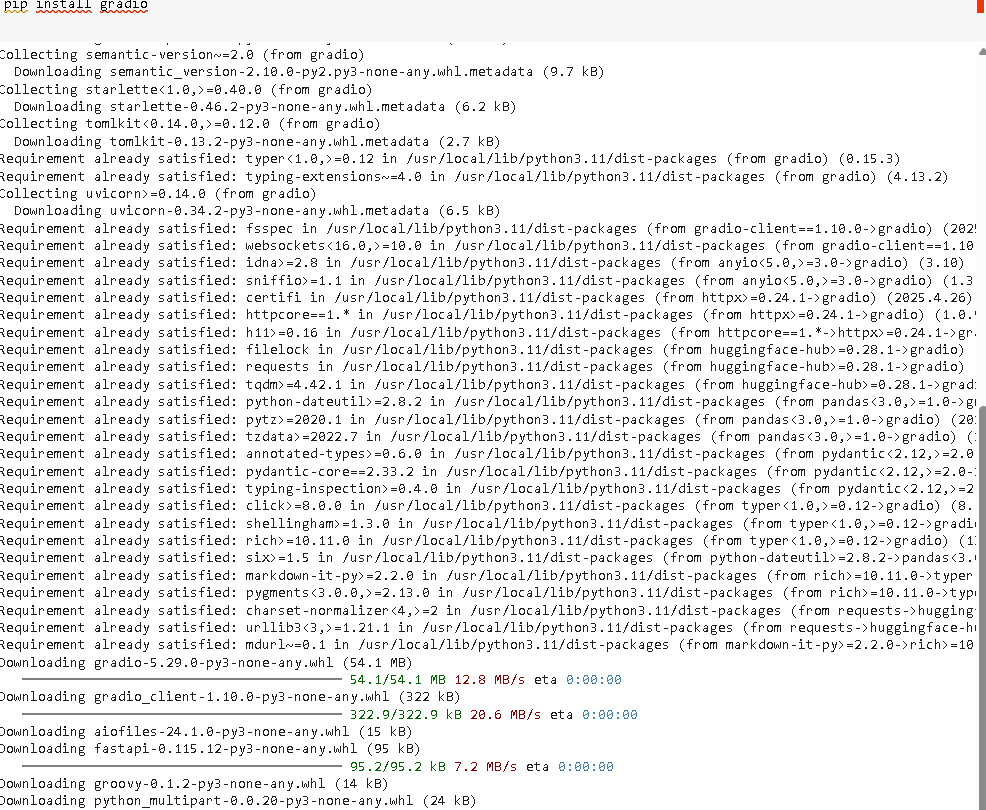 pip install gradio
Collecting semantic-version~=2.0 (from gradio)
Downloading semantic_version-2.10.0-py2.py3-none-any.whl.metadata (9.7 kB)
Collecting starlette<1.0,>=0.40.0 (from gradio)
Downloading starlette-0.46.2-py3-none-any.whl.metadata (6.2 kB)
Collecting tomlkit<0.14.0,>=0.12.0 (from gradio)
Downloading tomlkit-0.13.2-py3-none-any.whl.metadata (2.7 kB)
Requirement already satisfied: typer<1.0,>=0.12 in /usr/local/lib/python3.11/dist-packages (from gradio) (0.15.3)
Requirement already satisfied: typing-extensions~=4.0 in /usr/local/lib/python3.11/dist-packages (from gradio) (4.13.2)
Collecting uvicorn>=0.14.0 (from gradio)
Downloading uvicorn-0.34.2-py3-none-any.whl.metadata (6.5 kB)
Requirement already satisfied: fsspec in /usr/local/lib/python3.11/dist-packages (from gradio-client==1.10.0->gradio) (202
Requirement already satisfied: websockets<16.0,>=10.0 in /usr/local/lib/python3.11/dist-packages (from gradio-client==1.10
Requirement already satisfied: idna>=2.8 in /usr/local/lib/python3.11/dist-packages (from anyio<5.0,>=3.0->gradio) (3.10)
Requirement already satisfied: sniffio>=1.1 in /usr/local/lib/python3.11/dist-packages (from anyio<5.0,>=3.0->gradio) (1.3
Requirement already satisfied: certifi in /usr/local/lib/python3.11/dist-packages (from httpx>=0.24.1->gradio) (2025.4.26)
Requirement already satisfied: httpcore==1.* in /usr/local/lib/python3.11/dist-packages (from httpx>=0.24.1->gradio) (1.0.
Requirement already satisfied: h11>=0.16 in /usr/local/lib/python3.11/dist-packages (from httpcore==1.*->httpx>=0.24.1->gr
Requirement already satisfied: filelock in /usr/local/lib/python3.11/dist-packages (from huggingface-hub>=0.28.1->gradio)
Requirement already satisfied: requests in /usr/local/lib/python3.11/dist-packages (from huggingface-hub>=0.28.1->gradio)
Requirement already satisfied: tqdm>=4.42.1 in /usr/local/lib/python3.11/dist-packages (from huggingface-hub>=0.28.1->grad
Requirement already satisfied: python-dateutil>=2.8.2 in /usr/local/lib/python3.11/dist-packages (from pandas<3.0,>=1.0->g
Requirement already satisfied: pytz>=2020.1 in /usr/local/lib/python3.11/dist-packages (from pandas<3.0,>=1.0->gradio) (20
Requirement already satisfied: tzdata>=2022.7 in /usr/local/lib/python3.11/dist-packages (from pandas<3.0,>=1.0->gradio) (
Requirement already satisfied: annotated-types>=0.6.0 in /usr/local/lib/python3.11/dist-packages (from pydantic<2.12,>=2.0
Requirement already satisfied: pydantic-core==2.33.2 in /usr/local/lib/python3.11/dist-packages (from pydantic<2.12,>=2.0-
Requirement already satisfied: typing-inspection>=0.4.0 in /usr/local/lib/python3.11/dist-packages (from pydantic<2.12,>=2
Requirement already satisfied: click>=8.0.0 in /usr/local/lib/python3.11/dist-packages (from typer<1.0,>=0.12->gradio) (8.
Requirement already satisfied: shellingham>=1.3.0 in /usr/local/lib/python3.11/dist-packages (from typer<1.0,>=0.12->gradi
Requirement already satisfied: rich>=10.11.0 in /usr/local/lib/python3.11/dist-packages (from typer<1.0,>=0.12->gradio) (1
Requirement already satisfied: six>=1.5 in /usr/local/lib/python3.11/dist-packages (from python-dateutil>=2.8.2->pandas<3.
Requirement already satisfied: markdown-it-py>=2.2.0 in /usr/local/lib/python3.11/dist-packages (from rich>=10.11.0->typer
Requirement already satisfied: pygments<3.0.0,>=2.13.0 in /usr/local/lib/python3.11/dist-packages (from rich>=10.11.0->typ
Requirement already satisfied: charset-normalizer<4,>=2 in /usr/local/lib/python3.11/dist-packages (from requests->hugging
Requirement already satisfied: urllib3<3,>=1.21.1 in /usr/local/lib/python3.11/dist-packages (from requests->huggingface-h
Requirement already satisfied: mdurl~=0.1 in /usr/local/lib/python3.11/dist-packages (from markdown-it-py>=2.2.0->rich>=10
Downloading gradio-5.29.0-py3-none-any.whl (54.1 MB)
54.1/54.1 MB 12.8 MB/s eta 0:00:00
Downloading gradio_client-1.10.0-py3-none-any.whl (322 kB)
322.9/322.9 kB 20.6 MB/s eta 0:00:00
Downloading aiofiles-24.1.0-py3-none-any.whl (15 kB)
Downloading fastapi-0.115.12-py3-none-any.whl (95 kB)
95.2/95.2 kB 7.2 MB/s eta 0:00:00
Downloading groovy-0.1.2-py3-none-any.whl (14 kB)
Downloading python_multipart-0.0.20-py3-none-any.whl (24 kB)